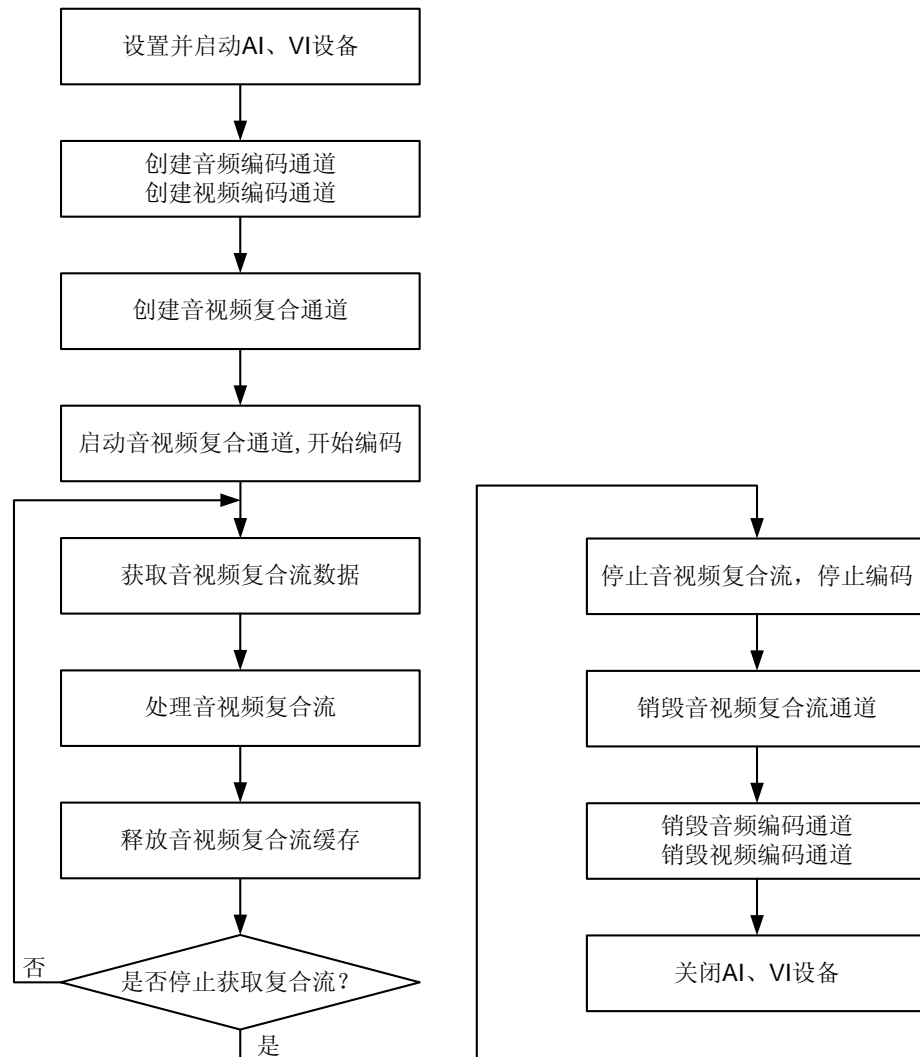 设置并启动AI、VI设备
创建音频编码通道
创建视频编码通道
创建音视频复合通道
启动音视频复合通道,开始编码
获取音视频复合流数据
处理音视频复合流
释放音视频复合流缓存
是否停止获取复合流？
否
是
停止音视频复合流，停止编码
销毁音视频复合流通道
销毁音频编码通道
销毁视频编码通道
关闭AI、VI设备